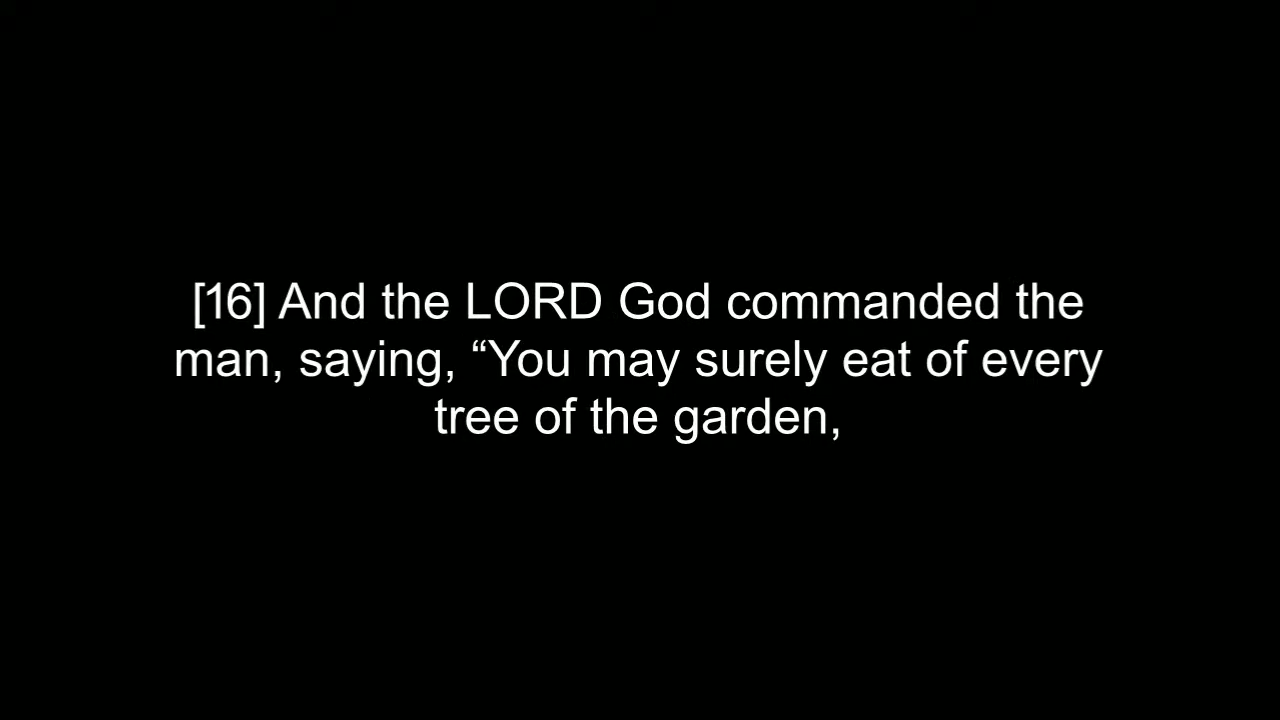 [16] And the LORD God commanded the
man, saying, “You may surely eat of every
tree of the garden,